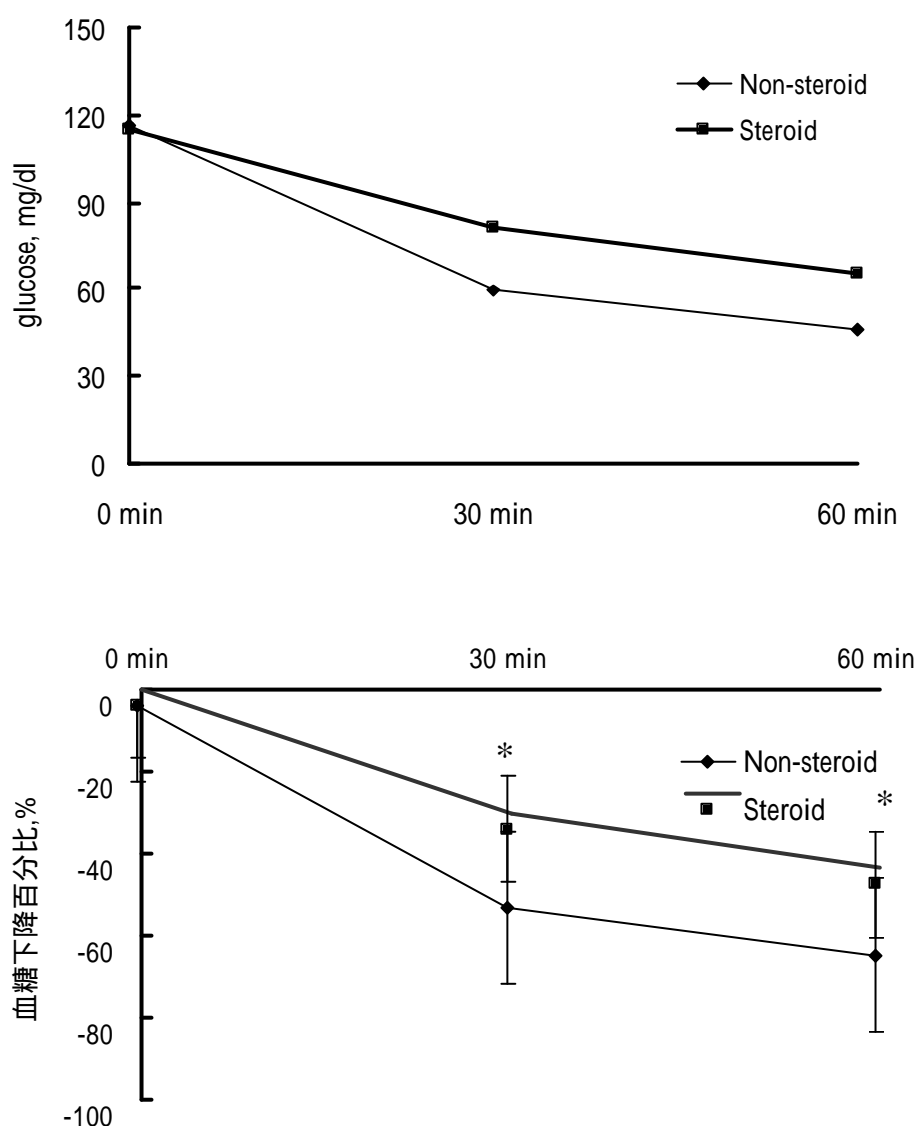 150
120
90
60
30
0
glucose, mg/dl
Non-steroid
Steroid
0 min
30 min
60 min
0 min
30 min
60 min
0
-20
-40
-60
-80
-100
血糖下降百分比,%
*
*
Non-steroid
Steroid